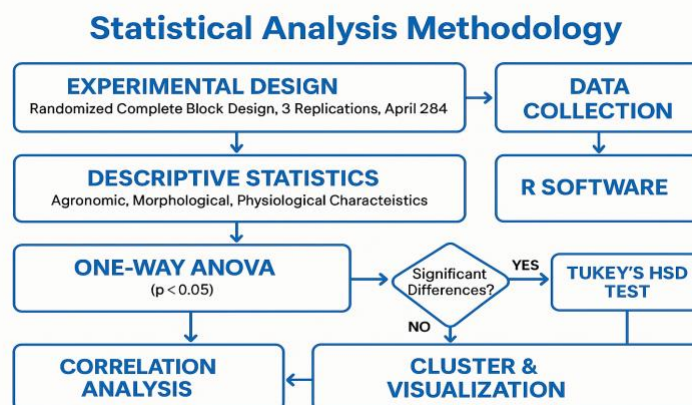 Statistical Analysis Methodology
EXPERIMENTAL DESIGN
Randomized Complete Block Design, 3 Replications, April 284
DATA
COLLECTION
DESCRIPTIVE STATISTICS
Agronomic, Morphological, Physiological Characteistics
R SOFTWARE
ONE-WAY ANOVA
(p < 0.05)
Significant
Differences?
YES
TUKEY'S HSD
TEST
NO
CORRELATION
ANALYSIS
CLUSTER &
VISUALIZATION